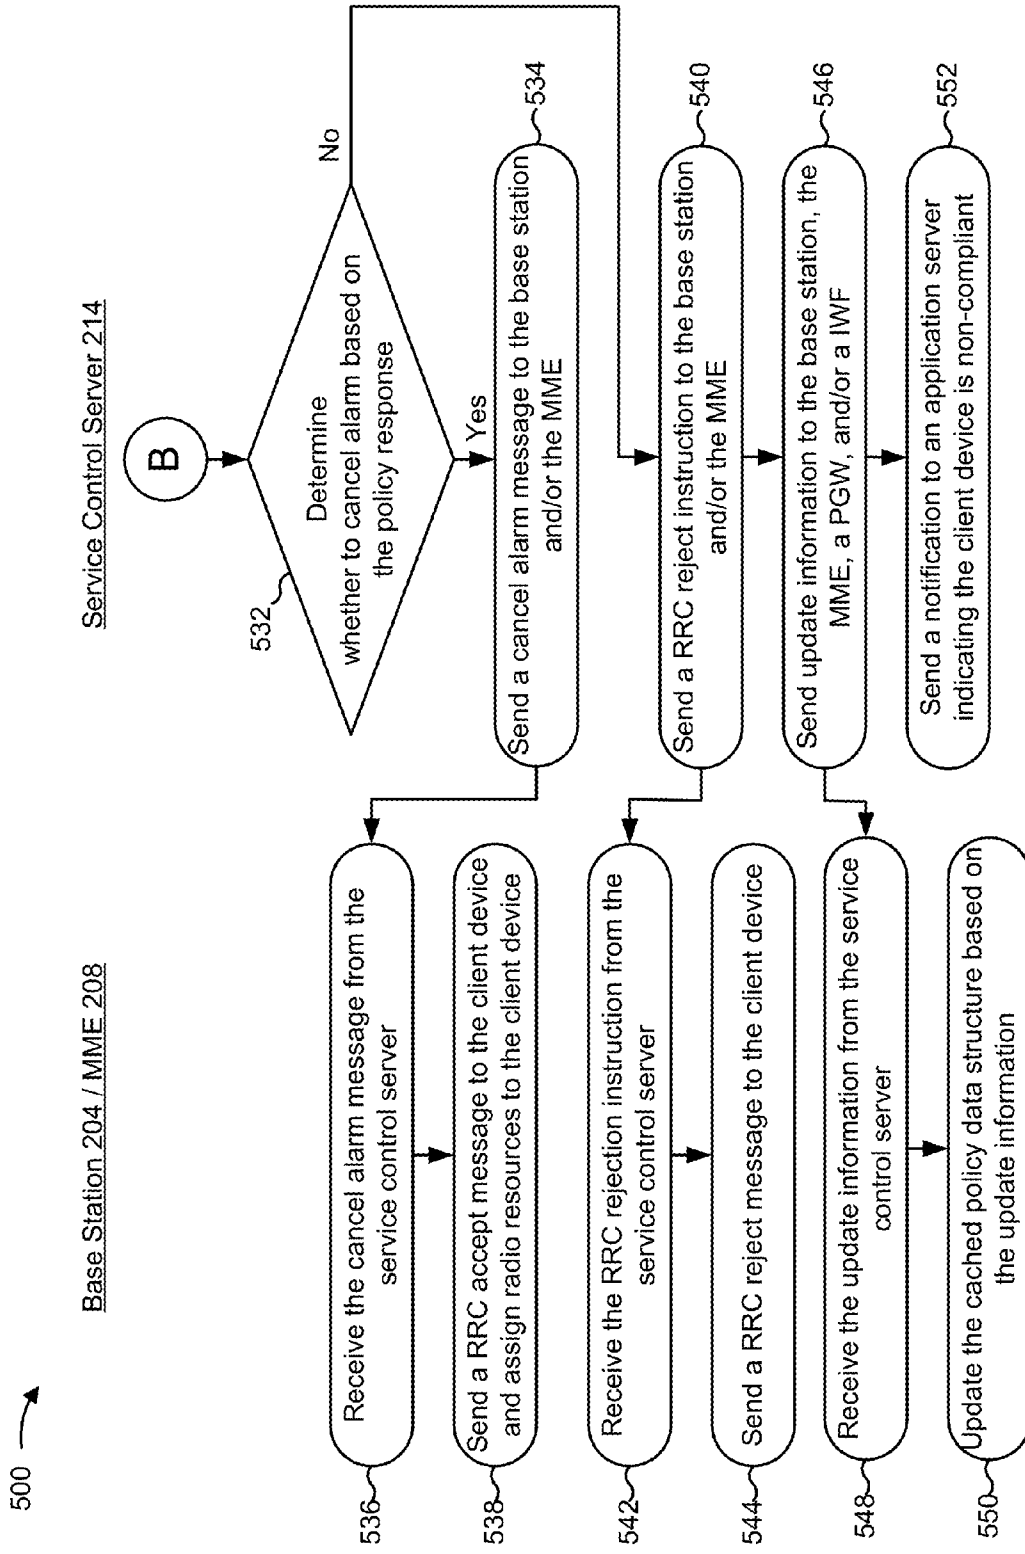 500
Base Station 204 / MME 208
Service Control Server 214
B
532
Determine
whether to cancel alarm based on
the policy response
No
Yes
534
Send a cancel alarm message to the base station
and/or the MME
536
Receive the cancel alarm message from the
service control server
538
Send a RRC accept message to the client device
and assign radio resources to the client device
540
Send a RRC reject instruction to the base station
and/or the MME
542
Receive the RRC rejection instruction from the
service control server
544
Send a RRC reject message to the client device
546
Send update information to the base station, the
MME, a PGW, and/or a IWF
548
Receive the update information from the service
control server
550
Update the cached policy data structure based on
the update information
552
Send a notification to an application server
indicating the client device is non-compliant